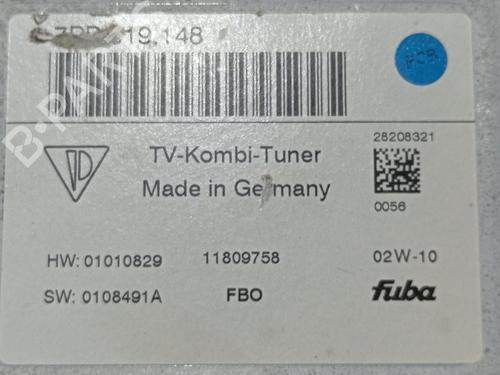 19.148
B-PARTS
TV-Kombi-Tuner
28208321
Made in Germany
0056
HW: 01010829 11809758 02W-10
SW: 0108491A FBO fuba